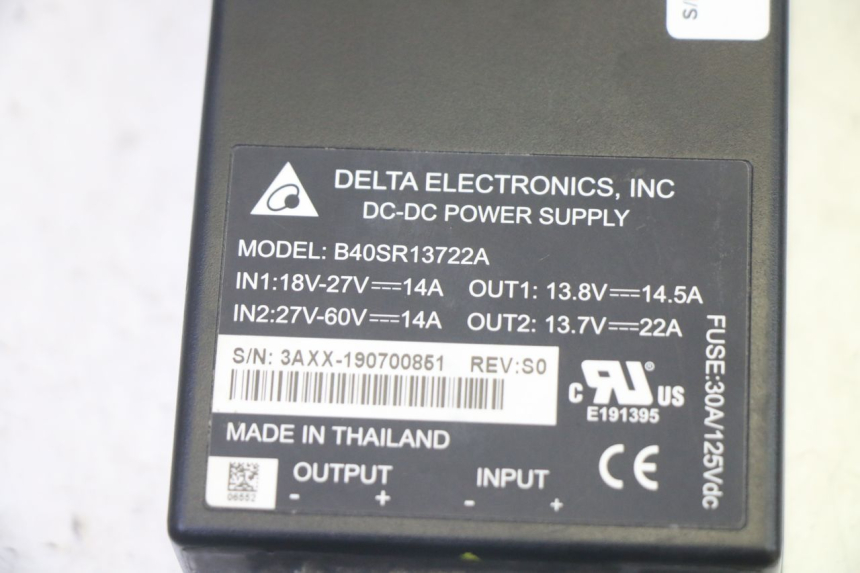 S/
DELTA ELECTRONICS, INC
DC-DC POWER SUPPLY
MODEL: B40SR13722A
IN1:18V-27V⎓14A OUT1: 13.8V⎓14.5A
IN2:27V-60V⎓14A OUT2: 13.7V⎓22A
FUSE:30A/125Vdc
S/N: 3AXX-190700851 REV:S0
c RU® US
E191395
MADE IN THAILAND
CE
06552
OUTPUT INPUT
- + - +